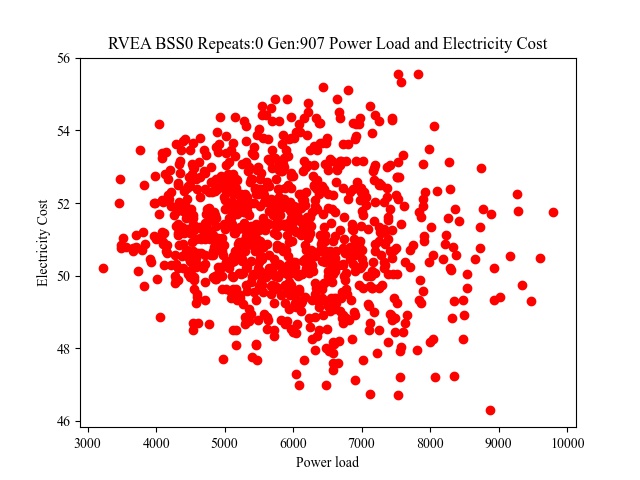 RVEA BSS0 Repeats:0 Gen:907 Power Load and Electricity Cost
56
54
52
50
48
46
Electricity Cost
3000 4000 5000 6000 7000 8000 9000 10000
Power load